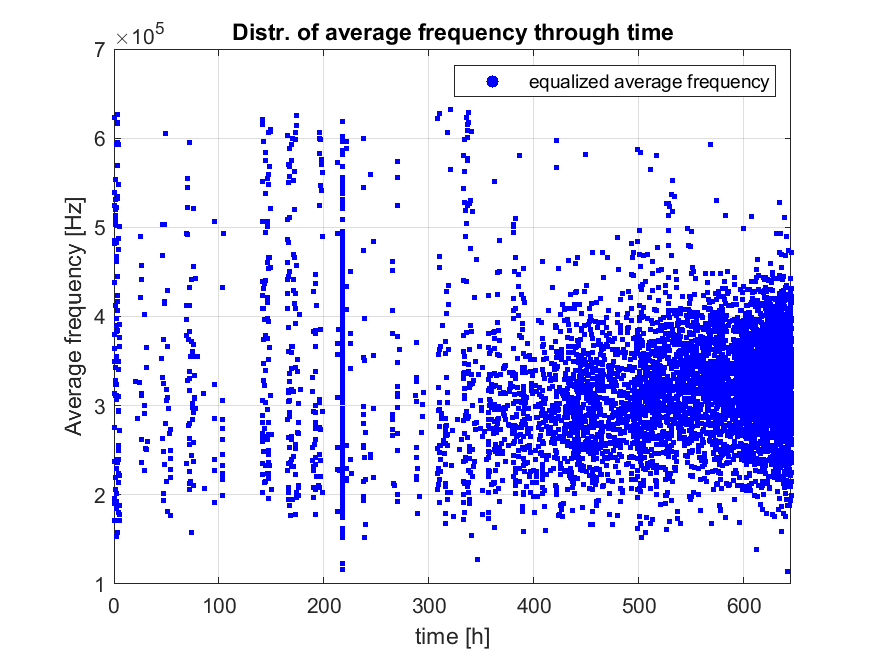 Distr. of average frequency through time
×10^5
equalized average frequency
7
6
5
4
3
2
1
Average frequency [Hz]
0 100 200 300 400 500 600
time [h]